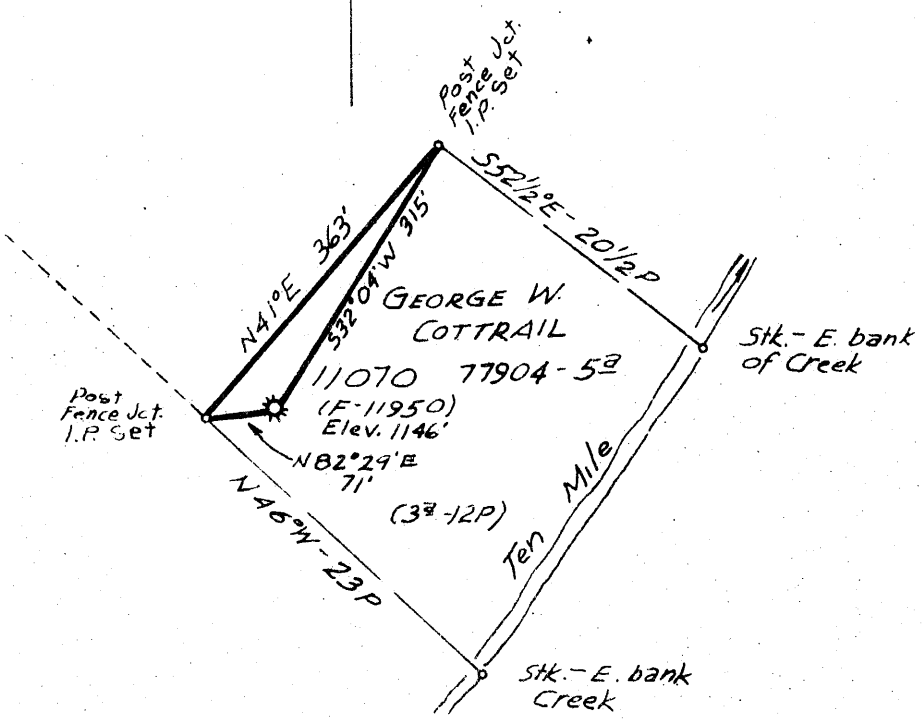 Post
Fence Jct.
I.P. Set
S52½°E - 20½P
N41°E 363'
S32°04'W 315'
GEORGE W.
COTTRAIL
11070 77904-5ª
(F-11950)
Elev. 1146'
Stk.- E. bank
of Creek
Post
Fence Jct.
I.P. Set
N82°29'E
71'
(3ª-12P)
N46°W - 23P
Ten Mile
Stk.- E. bank
Creek